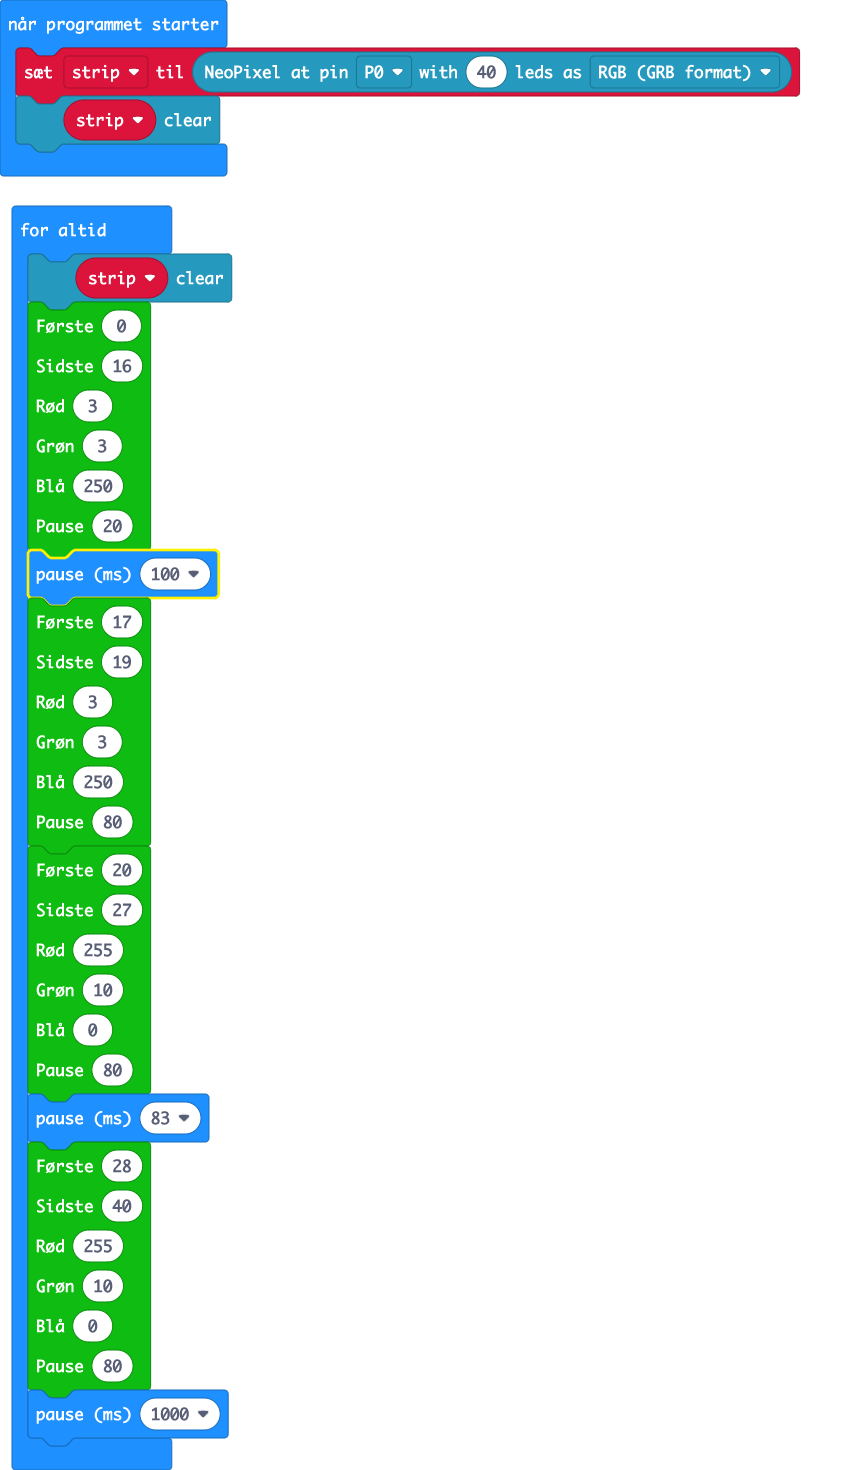 når programmet starter
sæt strip til NeoPixel at pin P0 with 40 leds as RGB (GRB format)
strip clear
for altid
strip clear
Første 0
Sidste 16
Rød 3
Grøn 3
Blå 250
Pause 20
pause (ms) 100
Første 17
Sidste 19
Rød 3
Grøn 3
Blå 250
Pause 80
Første 20
Sidste 27
Rød 255
Grøn 10
Blå 0
Pause 80
pause (ms) 83
Første 28
Sidste 40
Rød 255
Grøn 10
Blå 0
Pause 80
pause (ms) 1000